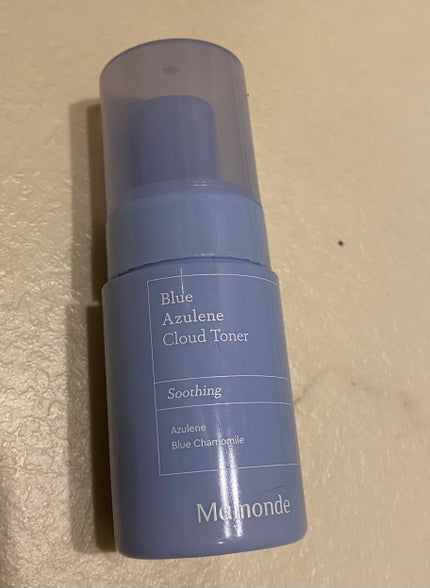 Blue
Azulene
Cloud Toner
Soothing
Azulene
Blue Chamomile
Mamonde